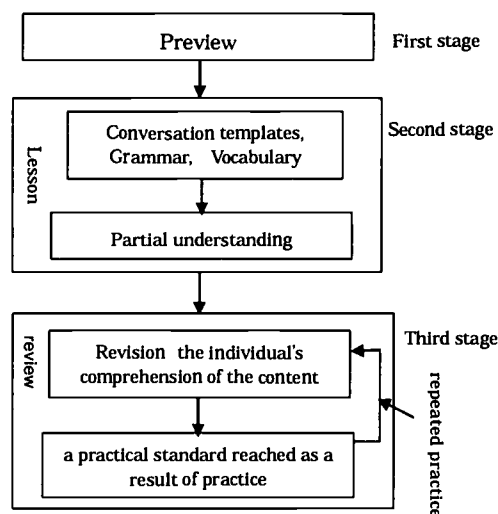 Preview
First stage
Second stage
Lesson
Conversation templates,
Grammar, Vocabulary
Partial understanding
Third stage
review
Revision the individual's
comprehension of the content
a practical standard reached as a
result of practice
repeated practice